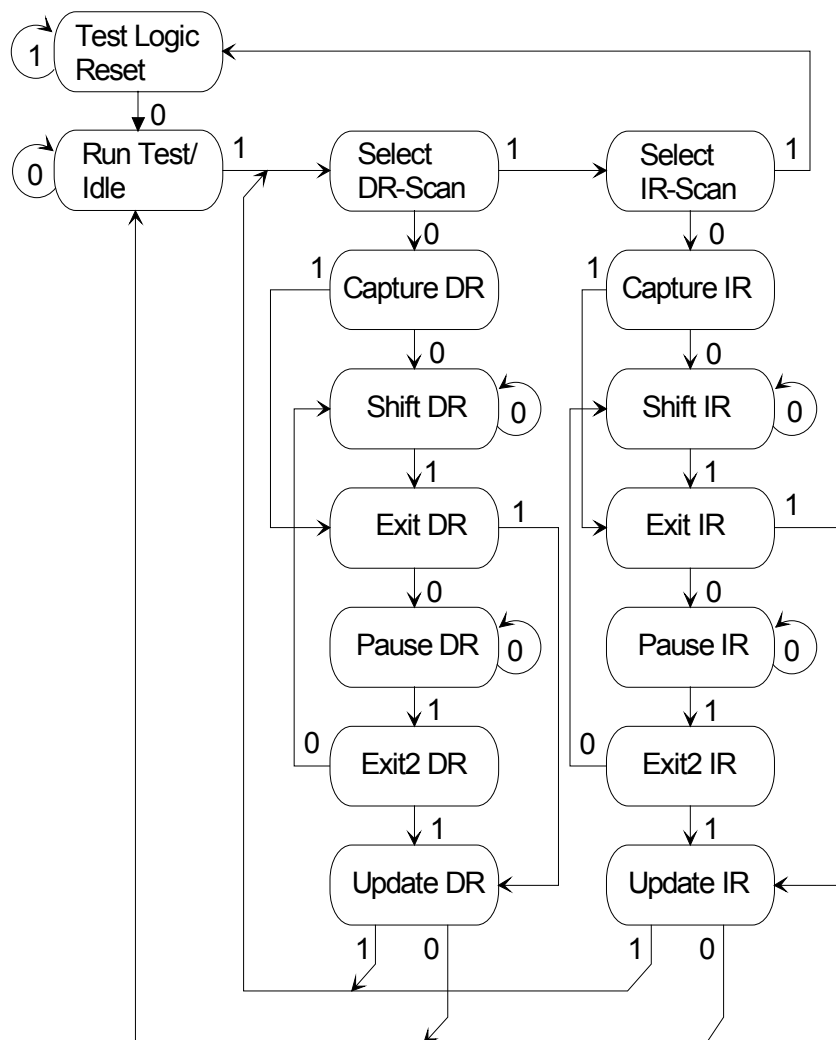 Test Logic
Reset
1
0
Run Test/
Idle
0
1
Select
DR-Scan
1
Select
IR-Scan
1
0
0
1
Capture DR
1
Capture IR
0
0
Shift DR
0
Shift IR
0
1
1
Exit DR
1
Exit IR
1
0
0
Pause DR
0
Pause IR
0
1
1
0
Exit2 DR
0
Exit2 IR
1
1
Update DR
Update IR
1
0
1
0